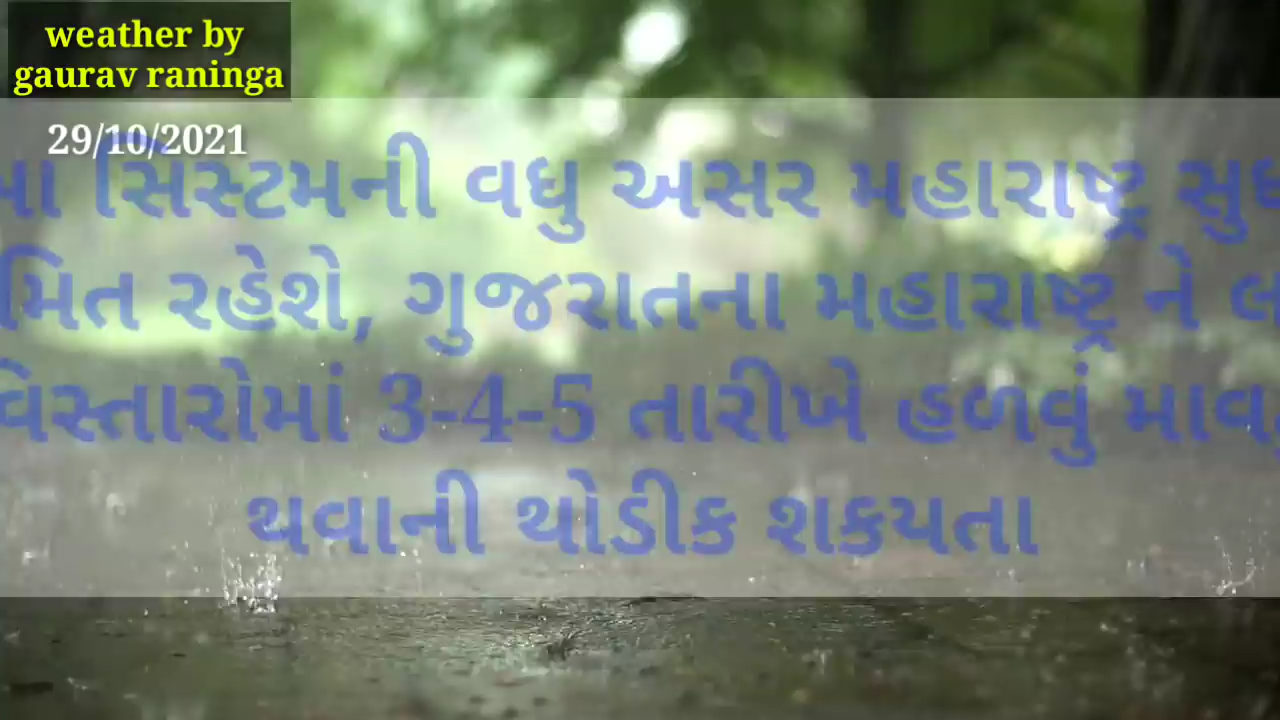 weather by
gaurav raninga
29/10/2021
સિસ્ટમની વધુ અસર મહારાષ્ટ્ર
રહેશે, ગુજરાતના મહારાષ્ટ્ર ને
વિસ્તારોમાં 3-4-5 તારીખે હળવું
થવાની થોડીક શકયતા